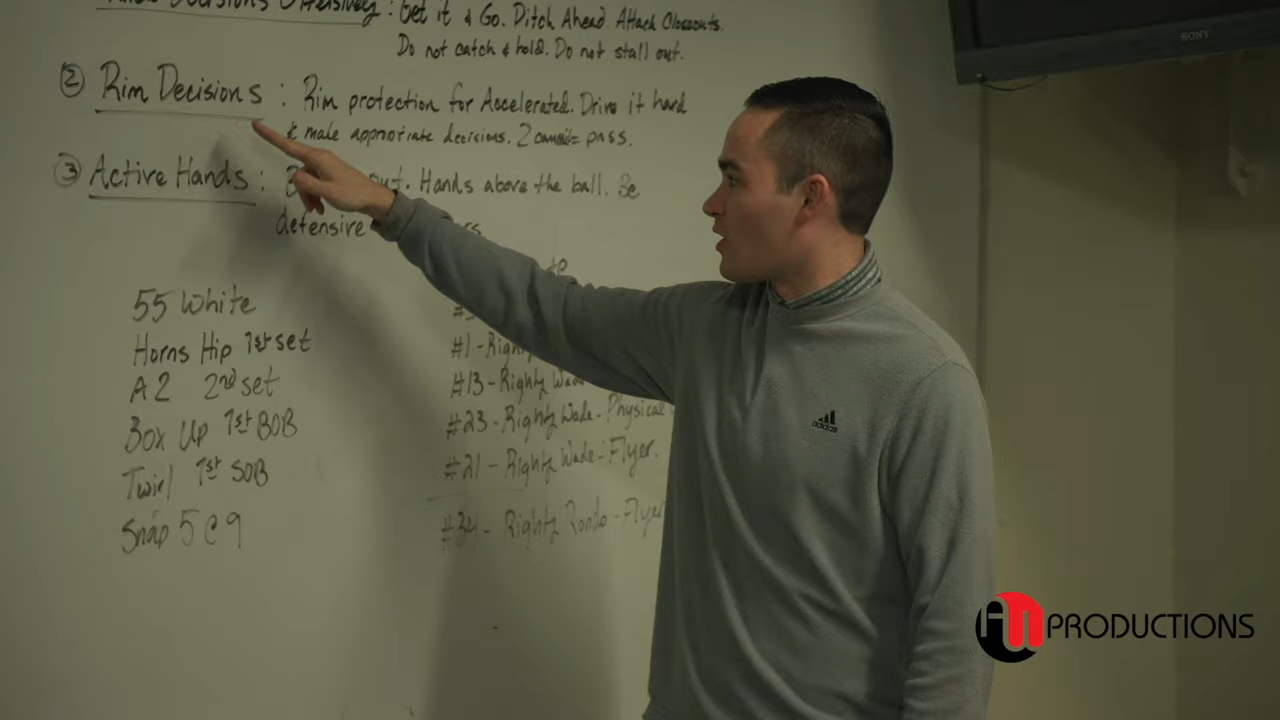 Decisions Offensively : Get it & Go. Ditch Ahead Attack Closeouts.
Do not catch & hold. Do not stall out.
② Rim Decisions : Rim protection for Accelerated. Drive it hard
& make appropriate decisions. 2 pass.
③ Active Hands : out. Hands above the ball. Be
defensive
55 White
Horns Hip 1st set
A2 2nd set
Box Up 1st BOB
Twirl 1st SOB
Snap 5 C 9
#1 - Righty
#13 - Righty Wade
#23 - Righty Wade - Physical
#21 - Righty Wade - Flyer.
#34 - Righty Rondo - Flyer
SONY
adidas
PRODUCTIONS